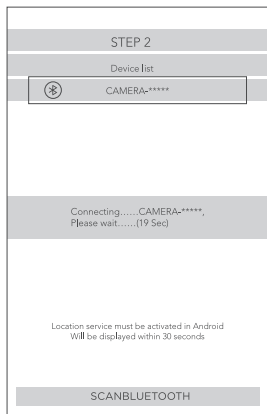 STEP 2
Device list
CAMERA-*****
Connecting......CAMERA-*****,
Please wait......(19 Sec)
Location service must be activated in Android
Will be displayed within 30 seconds
SCANBLUETOOTH